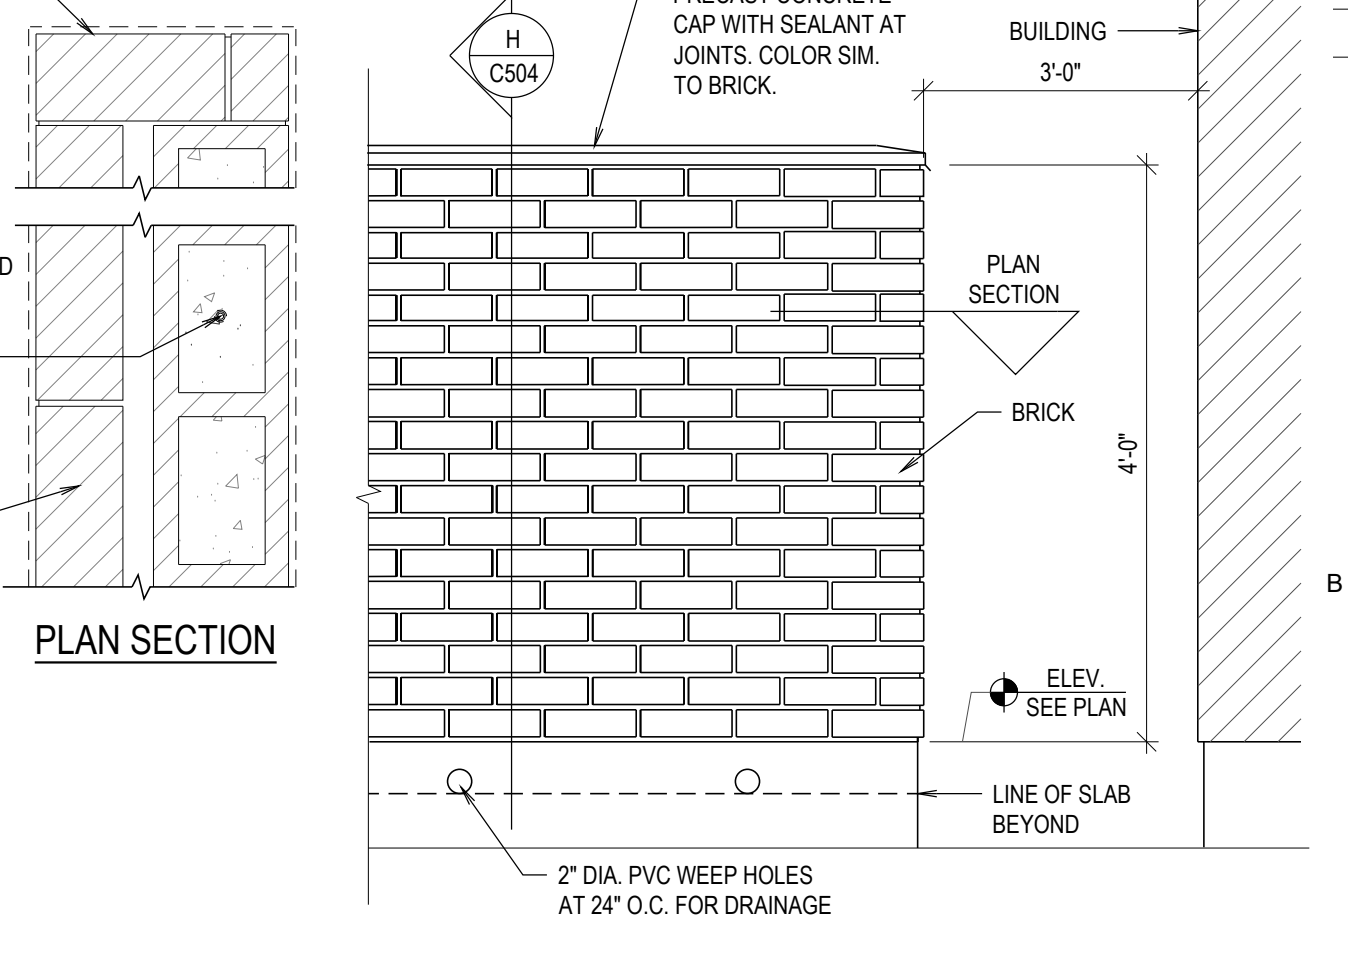 PRECAST CONCRETE
CAP WITH SEALANT AT
JOINTS. COLOR SIM.
TO BRICK.
H
C504
BUILDING
3'-0"
D
PLAN
SECTION
BRICK
4'-0"
B
PLAN SECTION
ELEV.
SEE PLAN
LINE OF SLAB
BEYOND
2" DIA. PVC WEEP HOLES
AT 24" O.C. FOR DRAINAGE